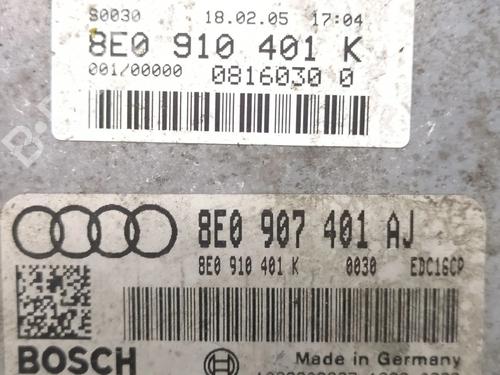 S0030 18.02.05 17:04
8E0 910 401 K
001/00000 0816030 0
8E0 907 401 AJ
8E0 910 401 K 0030 EDC16CP
BOSCH Made in Germany